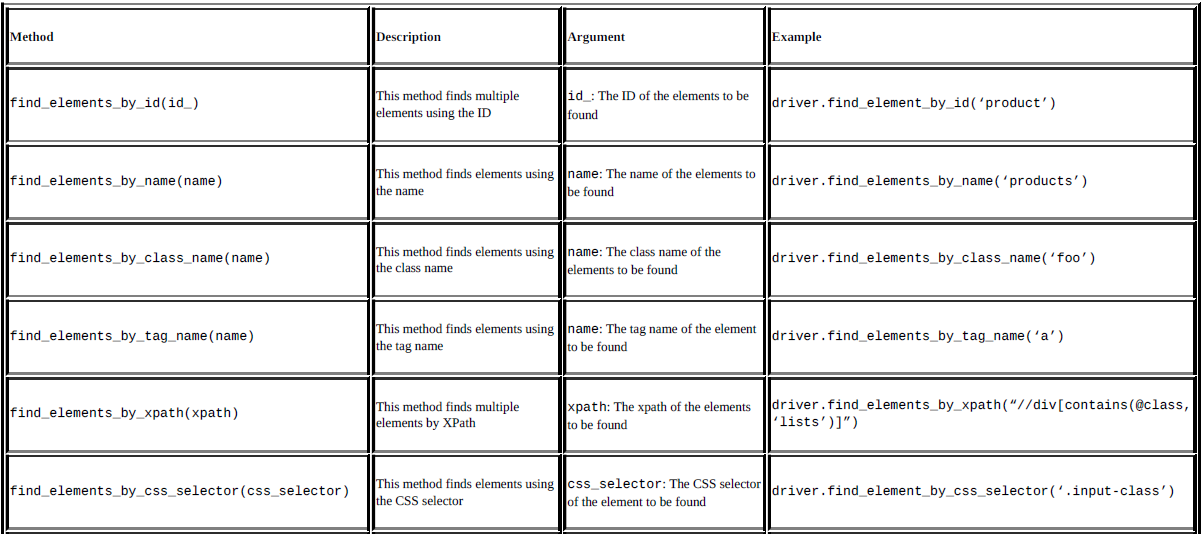 Method Description Argument Example
find_elements_by_id(id_)
This method finds multiple
elements using the ID
id_: The ID of the elements to be
found
driver.find_element_by_id(‘product’)
find_elements_by_name(name)
This method finds elements using
the name
name: The name of the elements to
be found
driver.find_elements_by_name(‘products’)
find_elements_by_class_name(name)
This method finds elements using
the class name
name: The class name of the
elements to be found
driver.find_elements_by_class_name(‘foo’)
find_elements_by_tag_name(name)
This method finds elements using
the tag name
name: The tag name of the element
to be found
driver.find_elements_by_tag_name(‘a’)
find_elements_by_xpath(xpath)
This method finds multiple
elements by XPath
xpath: The xpath of the elements
to be found
driver.find_elements_by_xpath(“//div[contains(@class,
‘lists’)]”)
find_elements_by_css_selector(css_selector)
This method finds elements using
the CSS selector
css_selector: The CSS selector
of the element to be found
driver.find_element_by_css_selector(‘.input-class’)